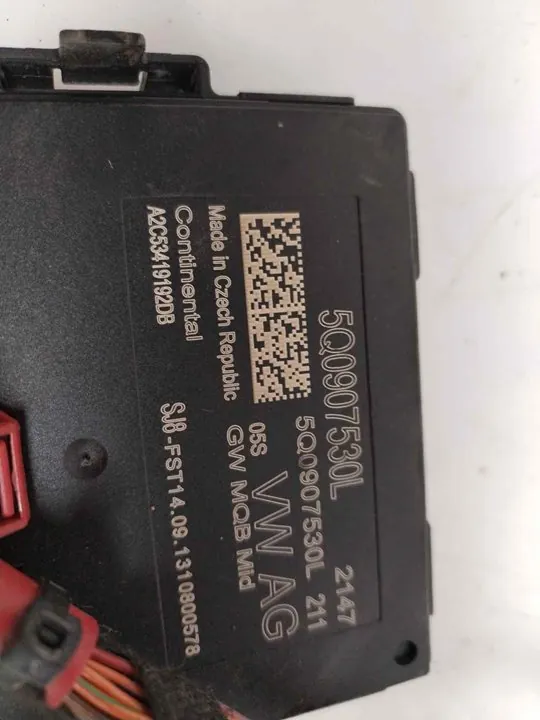 5Q0907530L 2147
5Q0907530L 211
05S VW AG
GW MQB Mid
Made in Czech Republic
Continental
A2C53419192DB SJ8-FST14.09.1310800578